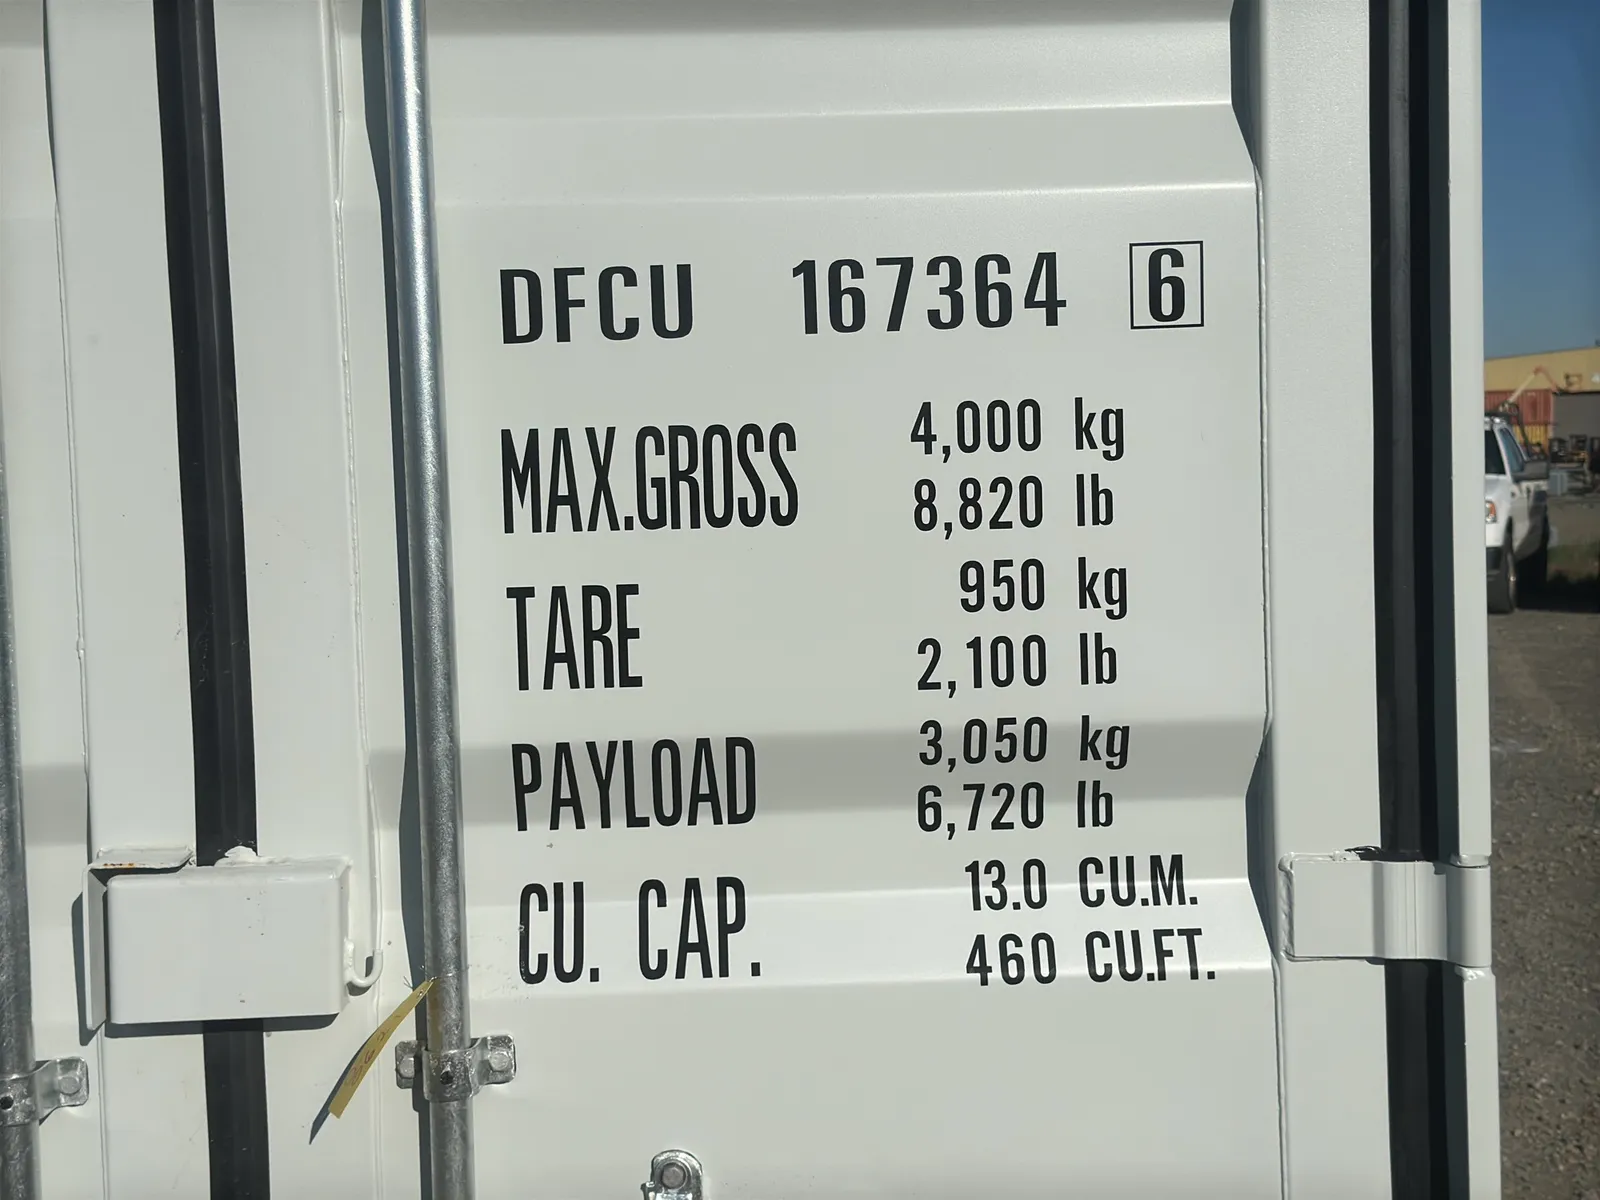 DFCU 167364 6
MAX.GROSS 4,000 kg
8,820 lb
TARE 950 kg
2,100 lb
PAYLOAD 3,050 kg
6,720 lb
CU. CAP. 13.0 CU.M.
460 CU.FT.